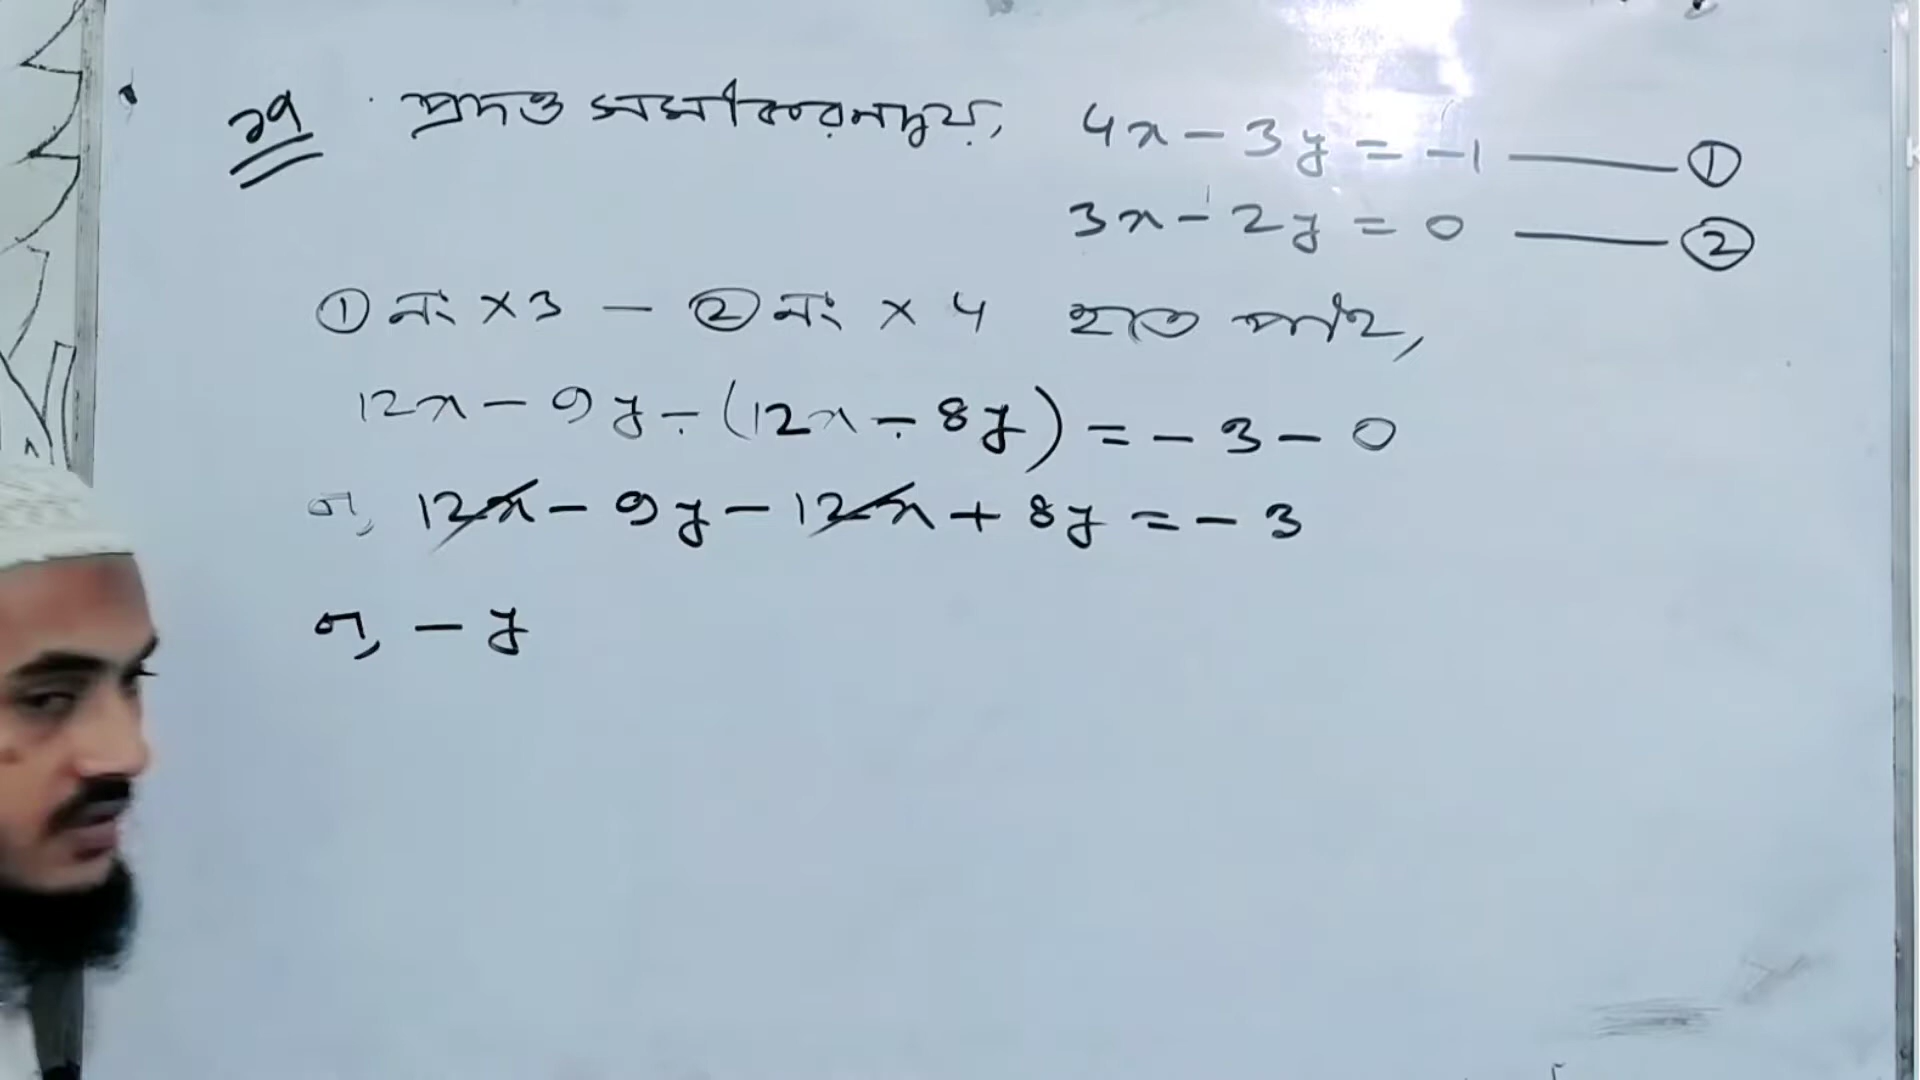 ১৭. প্রদত্ত সমীকরণদ্বয়, 4x - 3y = -1 —— ①
3x - 2y = 0 —— ②
① নং × 3 - ② নং × 4 হতে পাই,
12x - 9y - (12x - 8y) = - 3 - 0
বা, 12x - 9y - 12x + 8y = - 3
বা, - y